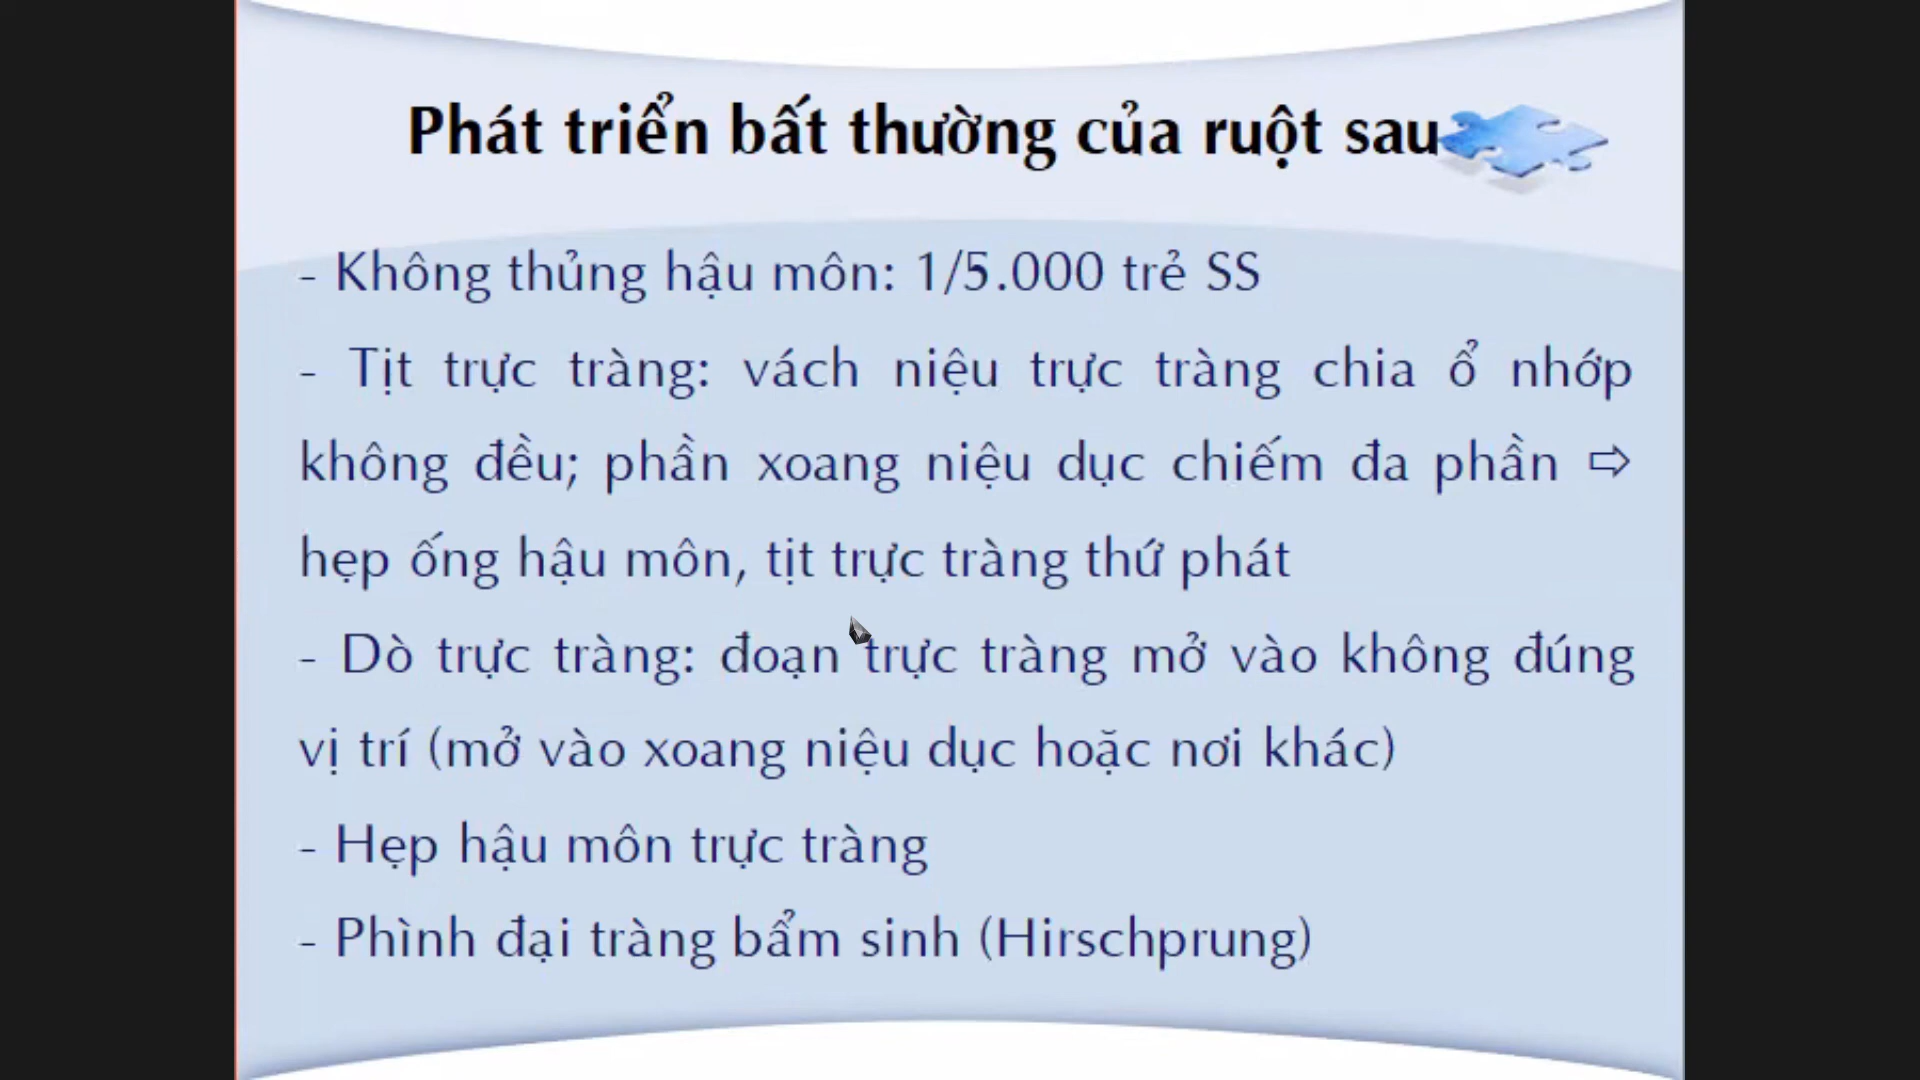 Phát triển bất thường của ruột sau
- Không thủng hậu môn: 1/5.000 trẻ SS
- Tịt trực tràng: vách niệu trực tràng chia ổ nhớp
không đều; phần xoang niệu dục chiếm đa phần ⇨
hẹp ống hậu môn, tịt trực tràng thứ phát
- Dò trực tràng: đoạn trực tràng mở vào không đúng
vị trí (mở vào xoang niệu dục hoặc nơi khác)
- Hẹp hậu môn trực tràng
- Phình đại tràng bẩm sinh (Hirschprung)